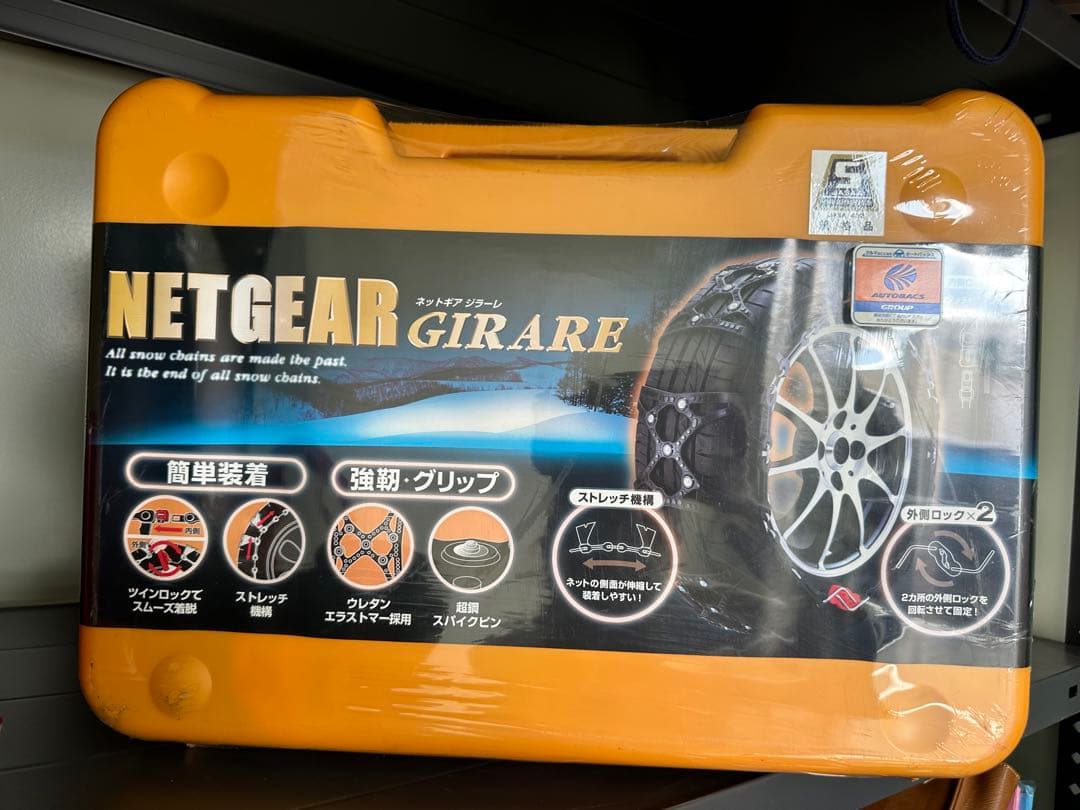 NETGEAR
ネットギア ジラーレ
GIRARE
All snow chains are made the past.
It is the end of all snow chains.
AUTOBACS
GROUP
簡単装着
強靭・グリップ
内側
外側
ツインロックで
スムーズ着脱
ストレッチ
機構
ウレタン
エラストマー採用
超鋼
スパイクピン
ストレッチ機構
ネットの側面が伸縮して
装着しやすい!
外側ロック×2
2カ所の外側ロックを
回転させて固定!